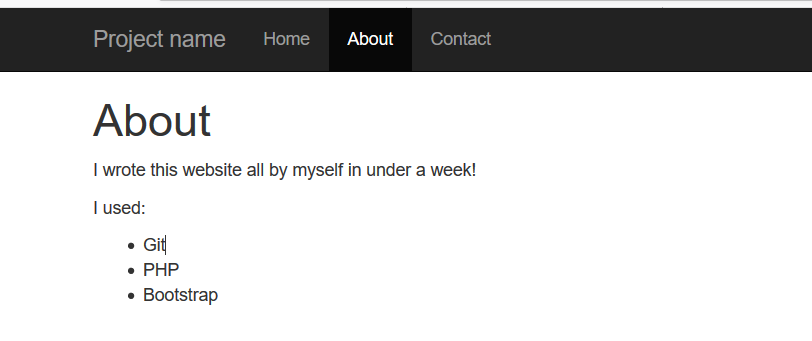 Project name Home About Contact
About
I wrote this website all by myself in under a week!
I used:
Git
PHP
Bootstrap